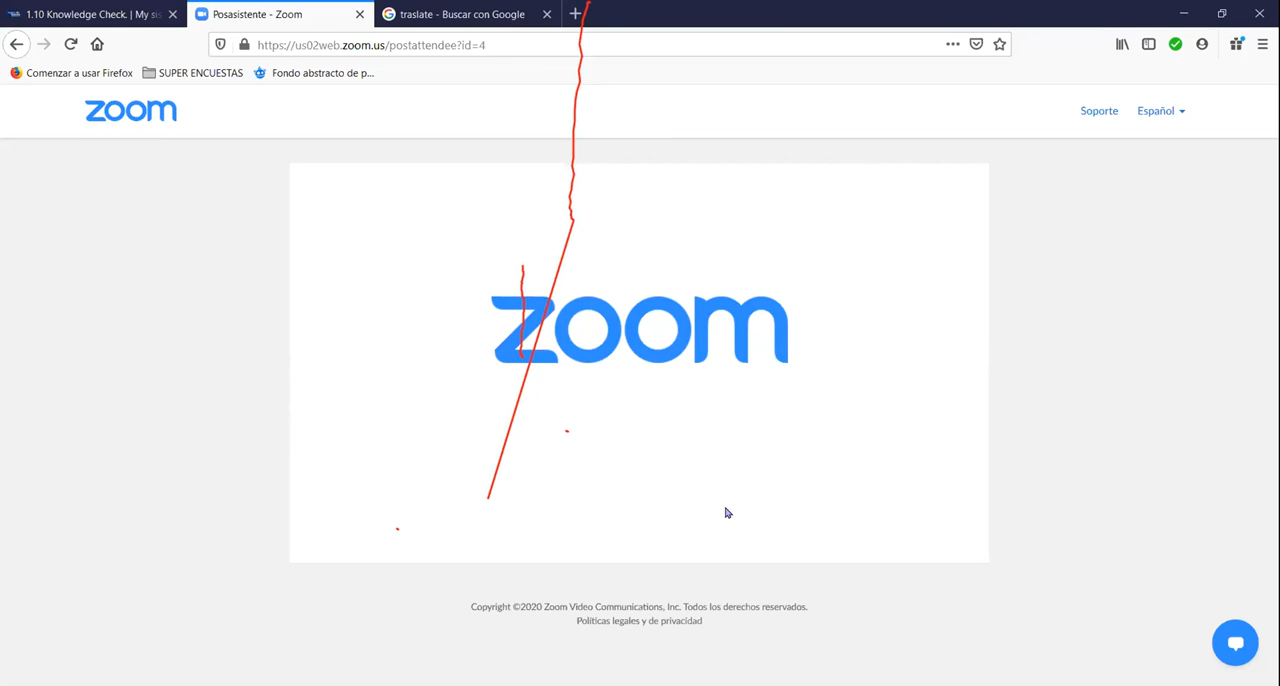 1.10 Knowledge Check. | My sis
Posasistente - Zoom
traslate - Buscar con Google
https://us02web.zoom.us/postattendee?id=4
Comenzar a usar Firefox
SUPER ENCUESTAS
Fondo abstracto de p...
zoom
Soporte
Español
zoom
Copyright ©2020 Zoom Video Communications, Inc. Todos los derechos reservados.
Políticas legales y de privacidad